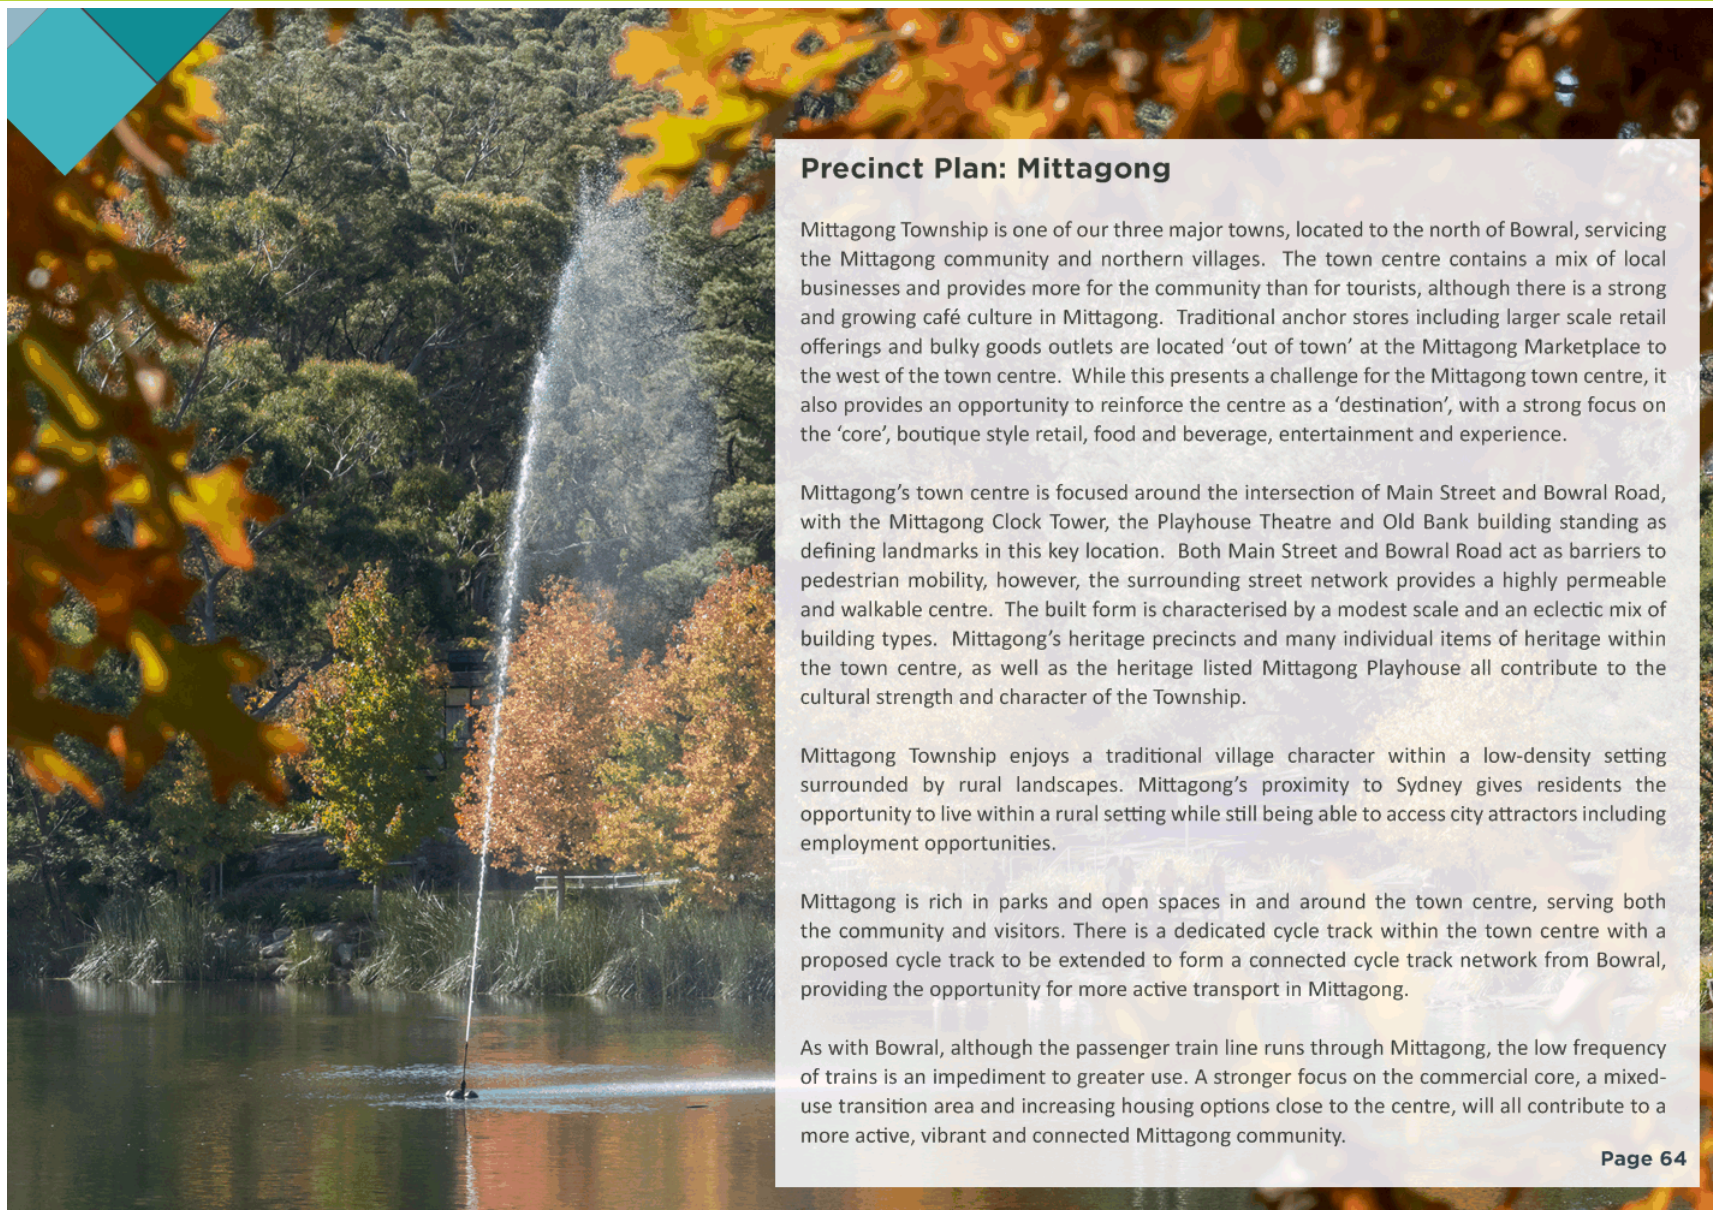 Precinct Plan: Mittagong
Mittagong Township is one of our three major towns, located to the north of Bowral, servicing
the Mittagong community and northern villages. The town centre contains a mix of local
businesses and provides more for the community than for tourists, although there is a strong
and growing café culture in Mittagong. Traditional anchor stores including larger scale retail
offerings and bulky goods outlets are located ‘out of town’ at the Mittagong Marketplace to
the west of the town centre. While this presents a challenge for the Mittagong town centre, it
also provides an opportunity to reinforce the centre as a ‘destination’, with a strong focus on
the ‘core’, boutique style retail, food and beverage, entertainment and experience.
Mittagong’s town centre is focused around the intersection of Main Street and Bowral Road,
with the Mittagong Clock Tower, the Playhouse Theatre and Old Bank building standing as
defining landmarks in this key location. Both Main Street and Bowral Road act as barriers to
pedestrian mobility, however, the surrounding street network provides a highly permeable
and walkable centre. The built form is characterised by a modest scale and an eclectic mix of
building types. Mittagong’s heritage precincts and many individual items of heritage within
the town centre, as well as the heritage listed Mittagong Playhouse all contribute to the
cultural strength and character of the Township.
Mittagong Township enjoys a traditional village character within a low-density setting
surrounded by rural landscapes. Mittagong’s proximity to Sydney gives residents the
opportunity to live within a rural setting while still being able to access city attractors including
employment opportunities.
Mittagong is rich in parks and open spaces in and around the town centre, serving both
the community and visitors. There is a dedicated cycle track within the town centre with a
proposed cycle track to be extended to form a connected cycle track network from Bowral,
providing the opportunity for more active transport in Mittagong.
As with Bowral, although the passenger train line runs through Mittagong, the low frequency
of trains is an impediment to greater use. A stronger focus on the commercial core, a mixed-
use transition area and increasing housing options close to the centre, will all contribute to a
more active, vibrant and connected Mittagong community.
Page 64